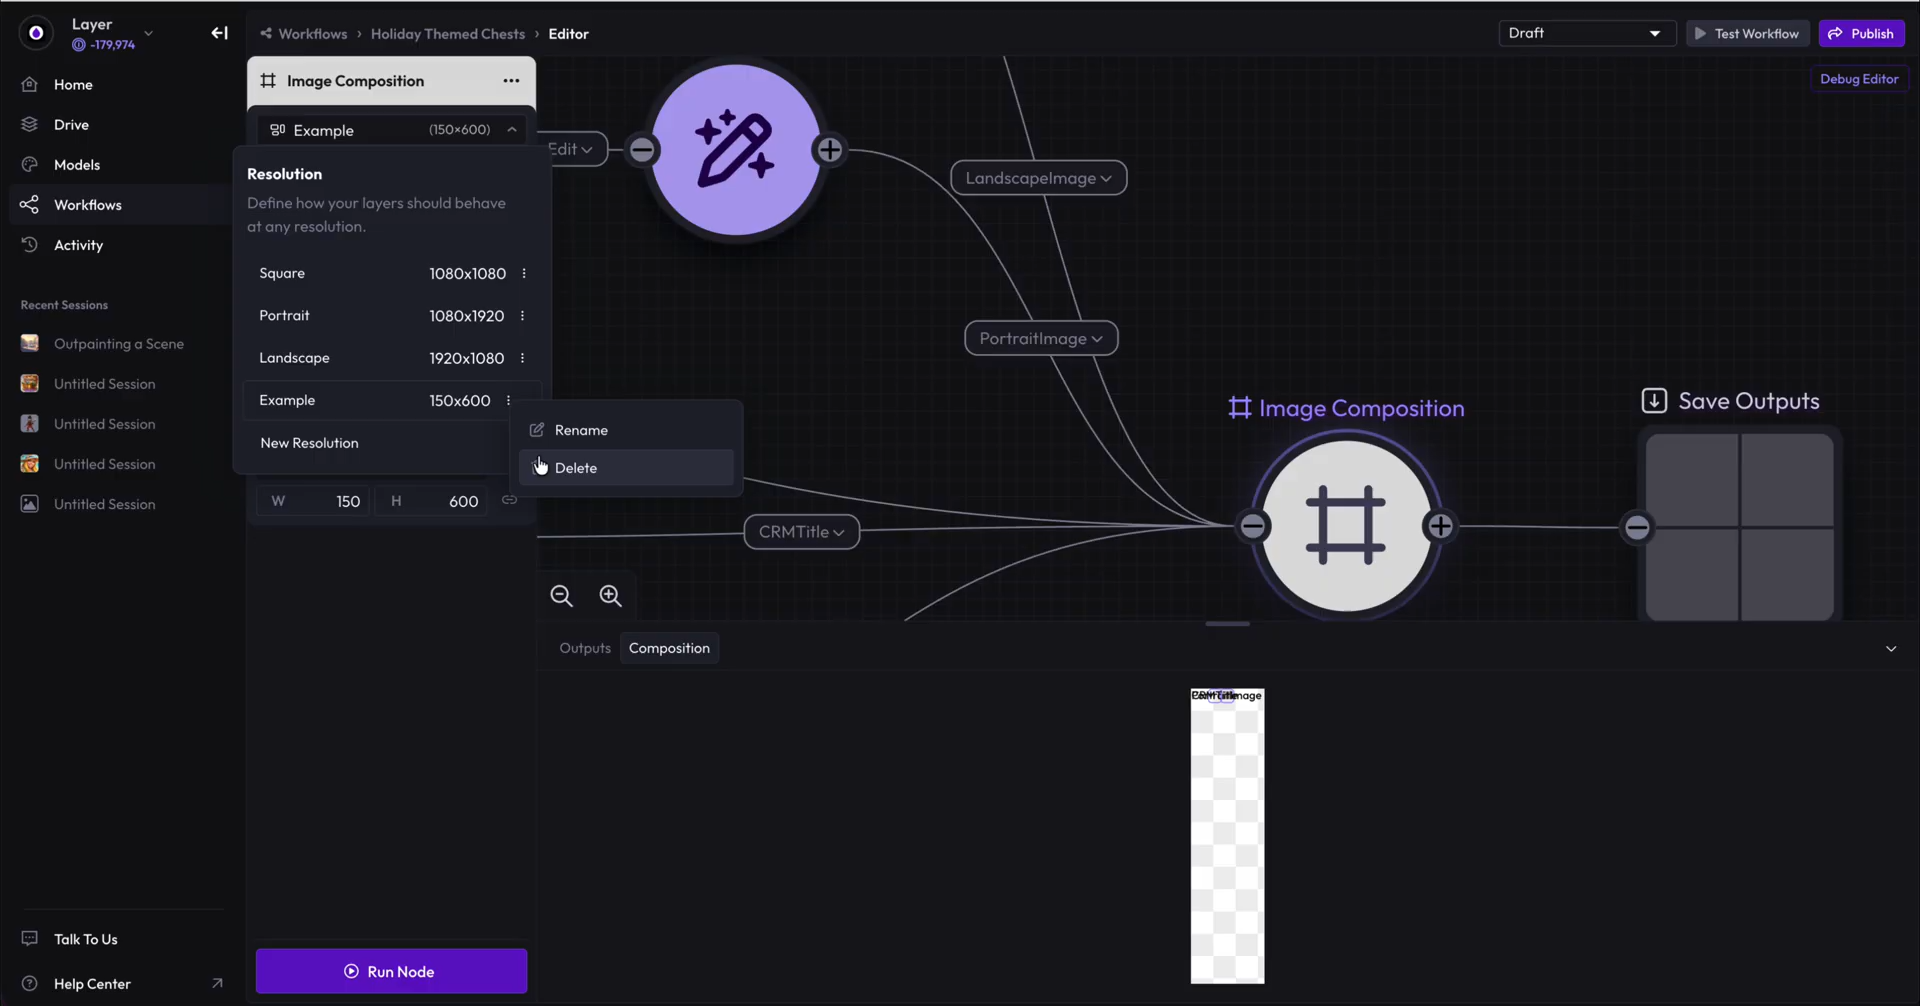 Layer
-179,974
Home
Drive
Models
Workflows
Activity
Recent Sessions
Outpainting a Scene
Untitled Session
Untitled Session
Untitled Session
Untitled Session
Talk To Us
Help Center
Workflows › Holiday Themed Chests › Editor
Draft
Test Workflow
Publish
Debug Editor
Image Composition
Example (150×600)
Resolution
Define how your layers should behave
at any resolution.
Square 1080x1080
Portrait 1080x1920
Landscape 1920x1080
Example 150x600
New Resolution
Rename
Delete
W 150 H 600
Run Node
Edit
LandscapeImage
PortraitImage
CRMTitle
Image Composition
Save Outputs
Outputs
Composition